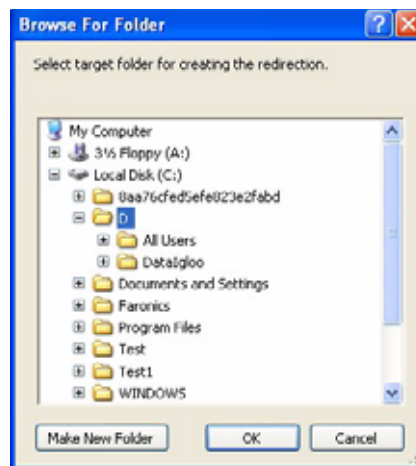 Browse For Folder
Select target folder for creating the redirection.
My Computer
3½ Floppy (A:)
Local Disk (C:)
8aa76cfed5efe823e2fabd
D
All Users
DataIgloo
Documents and Settings
Faronics
Program Files
Test
Test1
WINDOWS
Make New Folder
OK
Cancel